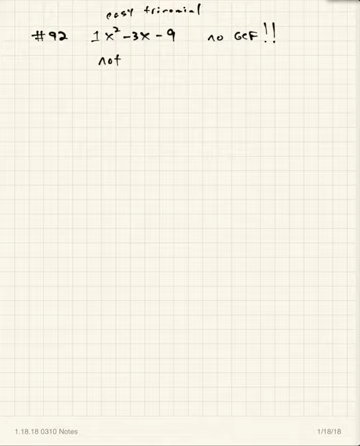 easy trinomial
#92 1x² -3x - 9 no GCF!!
not
1.18.18 0310 Notes 1/18/18